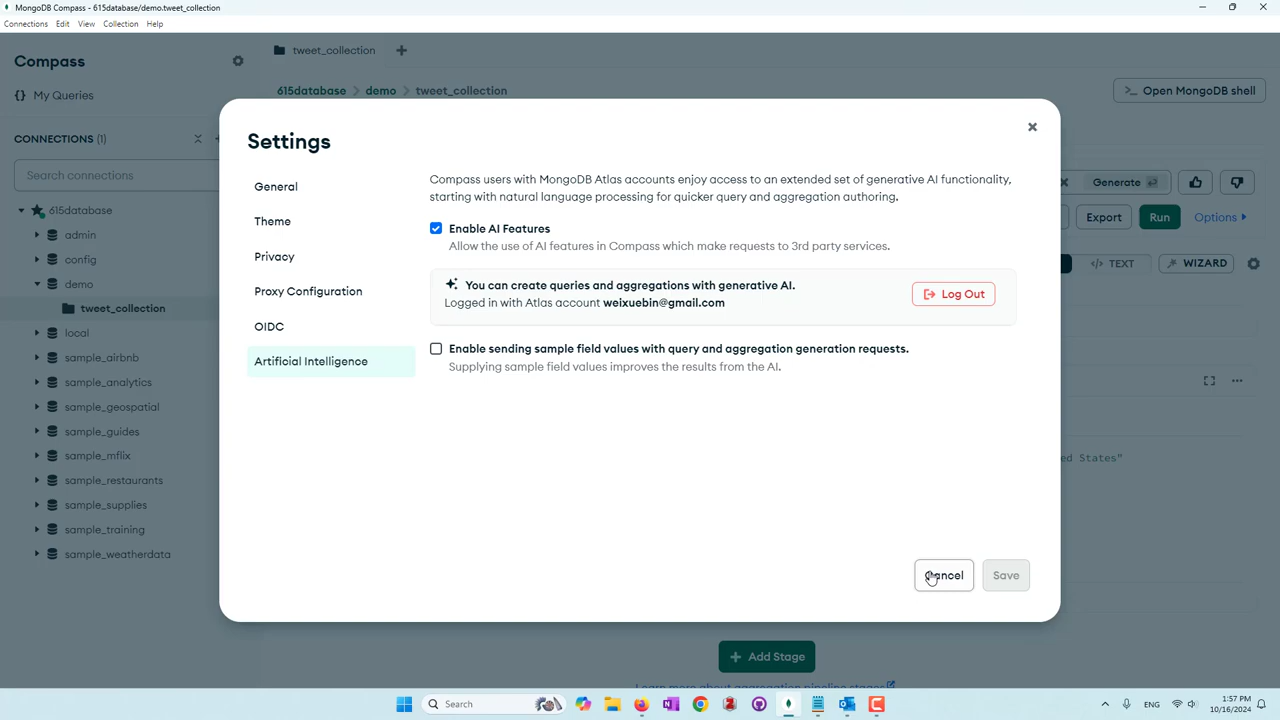 MongoDB Compass - 615database/demo.tweet_collection
Connections Edit View Collection Help
Compass
{} My Queries
CONNECTIONS (1)
Search connections
615database
admin
config
demo
tweet_collection
local
sample_airbnb
sample_analytics
sample_geospatial
sample_guides
sample_mflix
sample_restaurants
sample_supplies
sample_training
sample_weatherdata
tweet_collection
615database > demo > tweet_collection
>_ Open MongoDB shell
Generate
Export Run Options
</> TEXT WIZARD
ed States"
Settings
General
Theme
Privacy
Proxy Configuration
OIDC
Artificial Intelligence
Compass users with MongoDB Atlas accounts enjoy access to an extended set of generative AI functionality,
starting with natural language processing for quicker query and aggregation authoring.
Enable AI Features
Allow the use of AI features in Compass which make requests to 3rd party services.
You can create queries and aggregations with generative AI.
Logged in with Atlas account weixuebin@gmail.com
Log Out
Enable sending sample field values with query and aggregation generation requests.
Supplying sample field values improves the results from the AI.
Cancel Save
+ Add Stage
Learn more about aggregation pipeline stages
Search
ENG
1:57 PM
10/16/2024